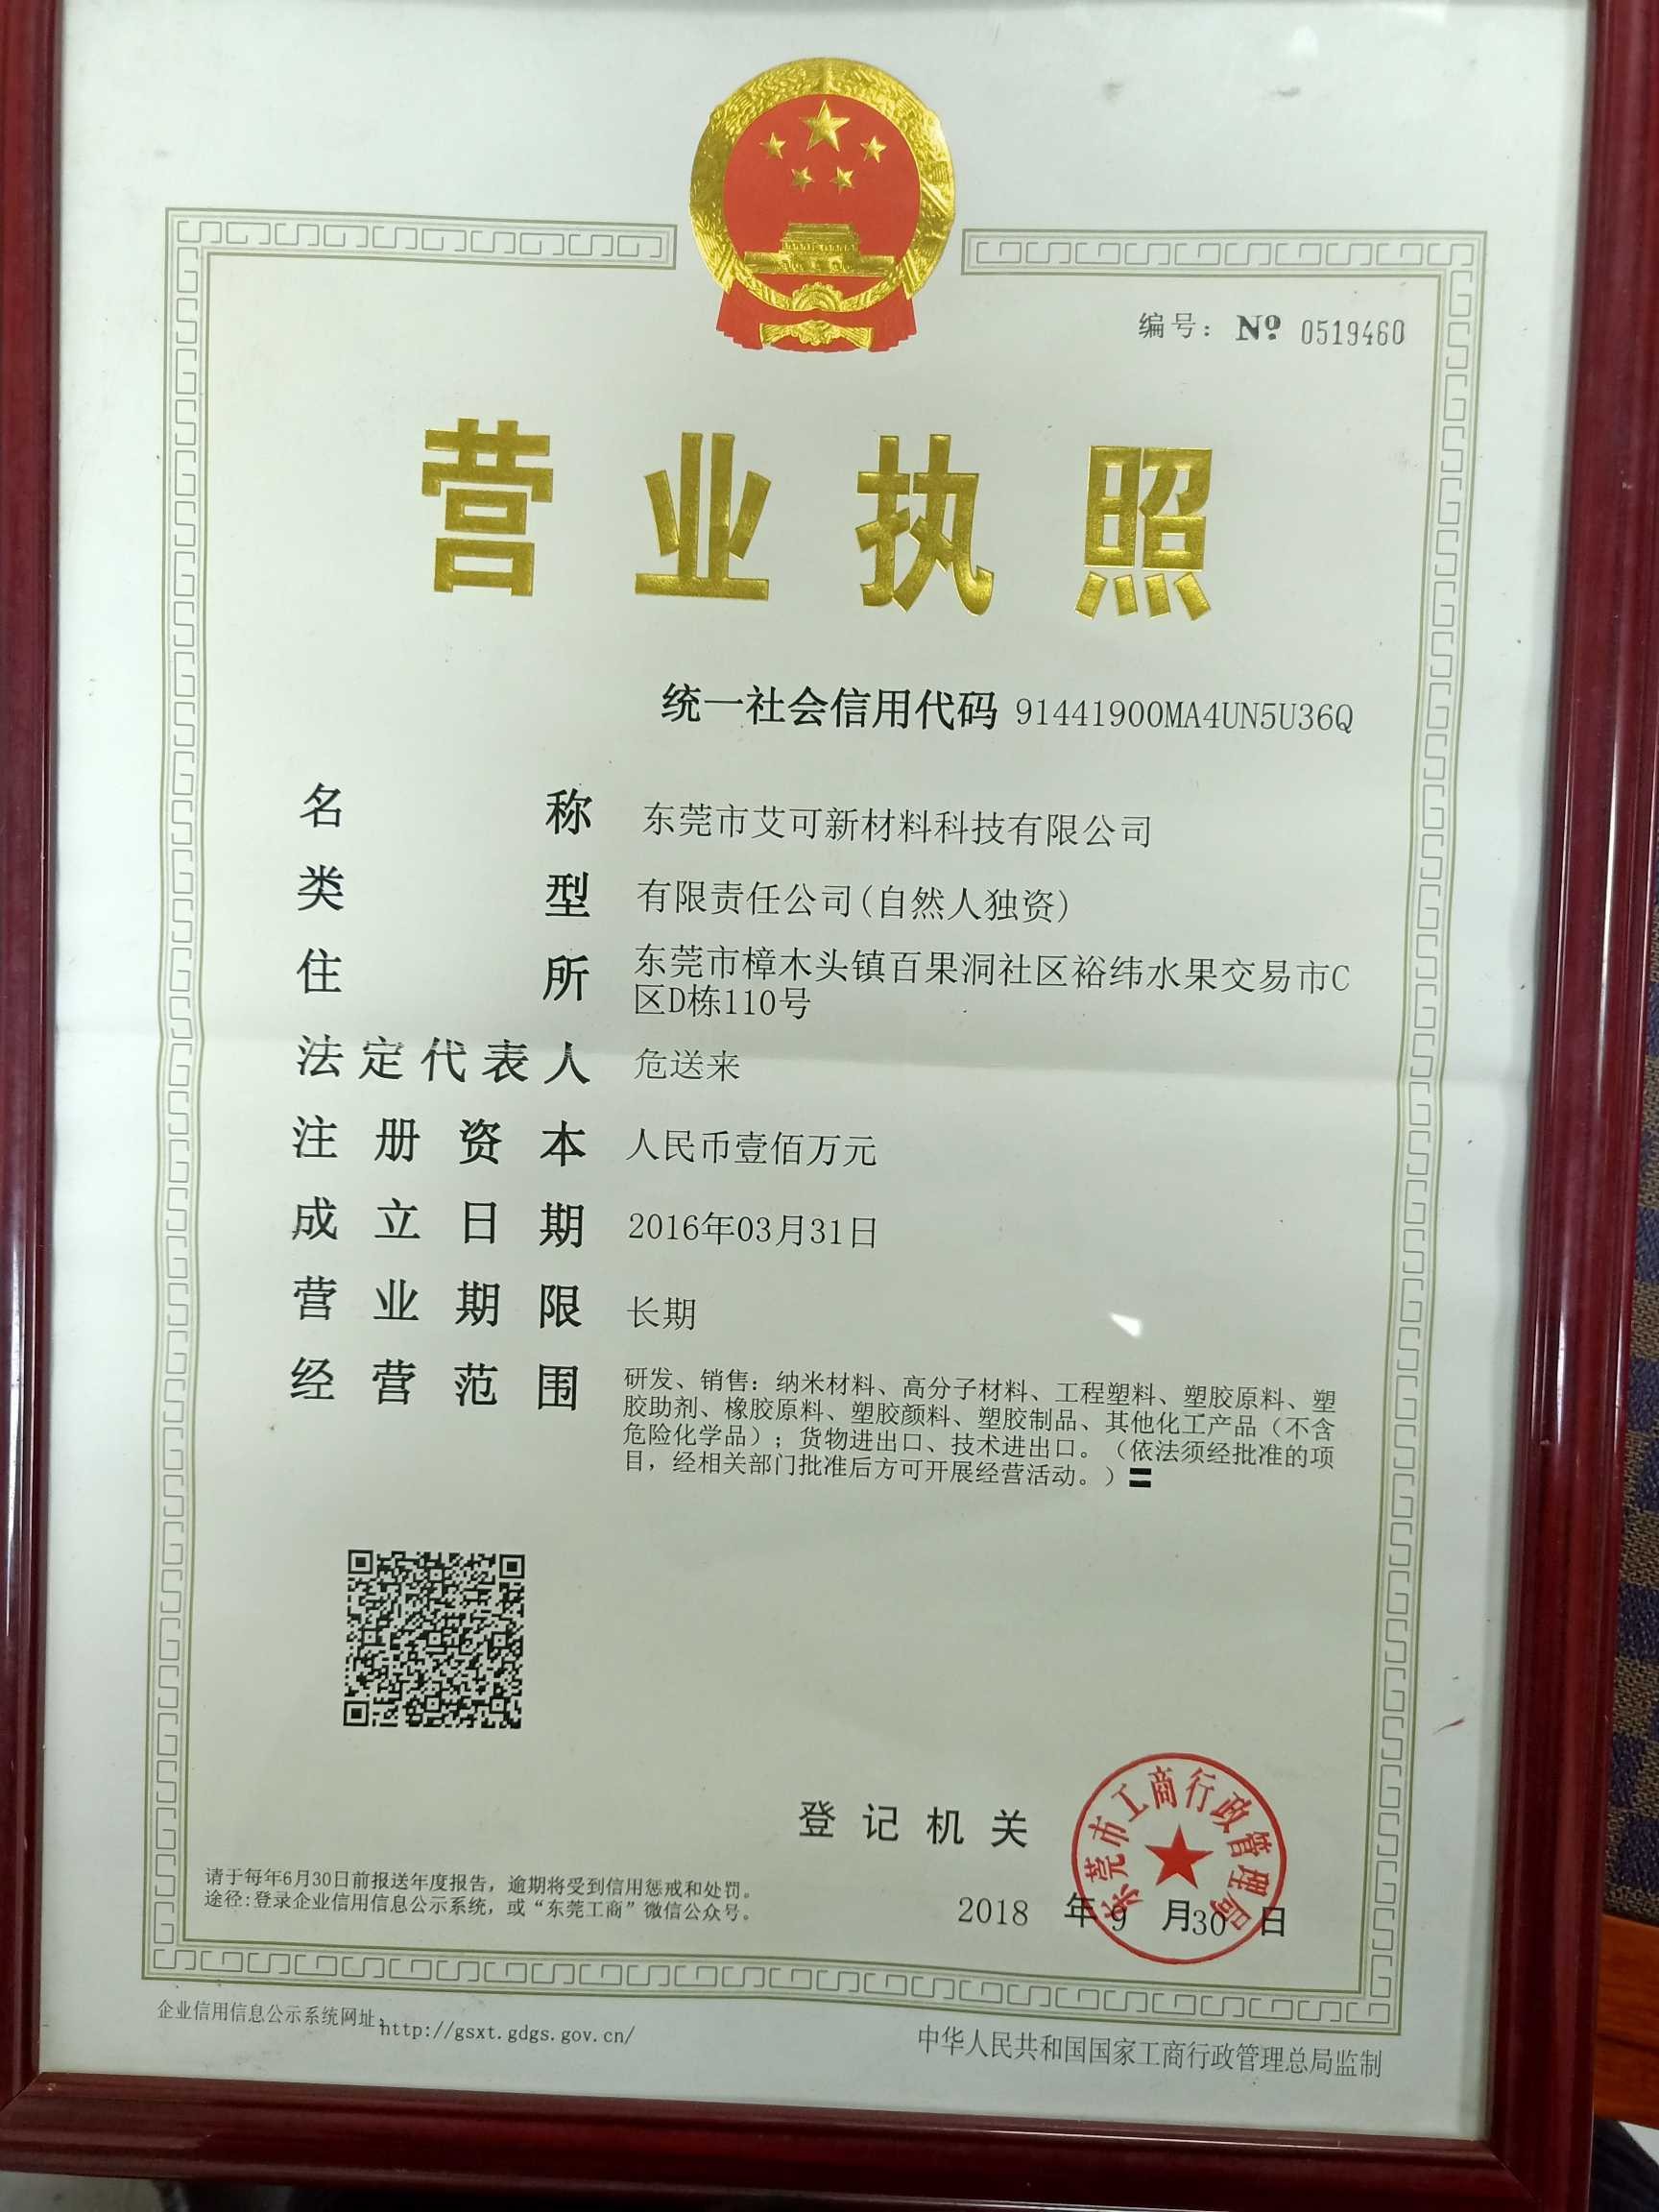 编号: Nº 0519460
营业执照
统一社会信用代码 91441900MA4UN5U36Q
名称 东莞市艾可新材料科技有限公司
类型 有限责任公司(自然人独资)
住所 东莞市樟木头镇百果洞社区裕纬水果交易市C
区D栋110号
法定代表人 危送来
注册资本 人民币壹佰万元
成立日期 2016年03月31日
营业期限 长期
经营范围 研发、销售：纳米材料、高分子材料、工程塑料、塑胶原料、塑
胶助剂、橡胶原料、塑胶颜料、塑胶制品、其他化工产品（不含
危险化学品）；货物进出口、技术进出口。（依法须经批准的项
目，经相关部门批准后方可开展经营活动。）〓
登记机关
东莞市工商行政管理局
2018 年 9 月 30 日
请于每年6月30日前报送年度报告，逾期将受到信用惩戒和处罚。
途径:登录企业信用信息公示系统，或“东莞工商”微信公众号。
企业信用信息公示系统网址：http://gsxt.gdgs.gov.cn/
中华人民共和国国家工商行政管理总局监制